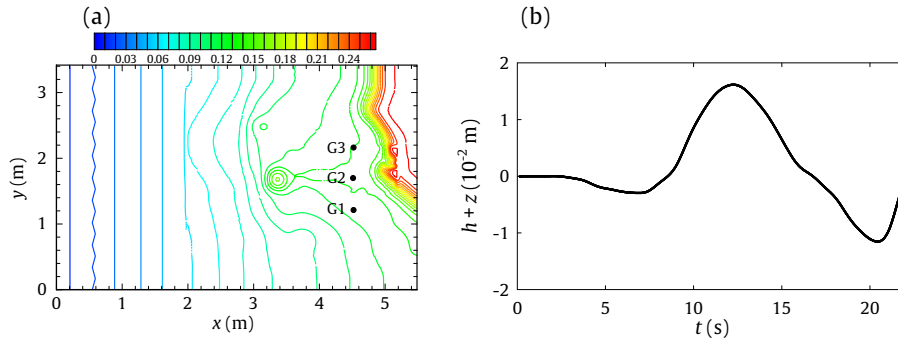 (a) (b)
0 0.03 0.06 0.09 0.12 0.15 0.18 0.21 0.24
3
2
1
0
y (m)
G3
G2
G1
0 1 2 3 4 5
x (m)
2
1
0
-1
-2
h + z (10⁻² m)
0 5 10 15 20
t (s)